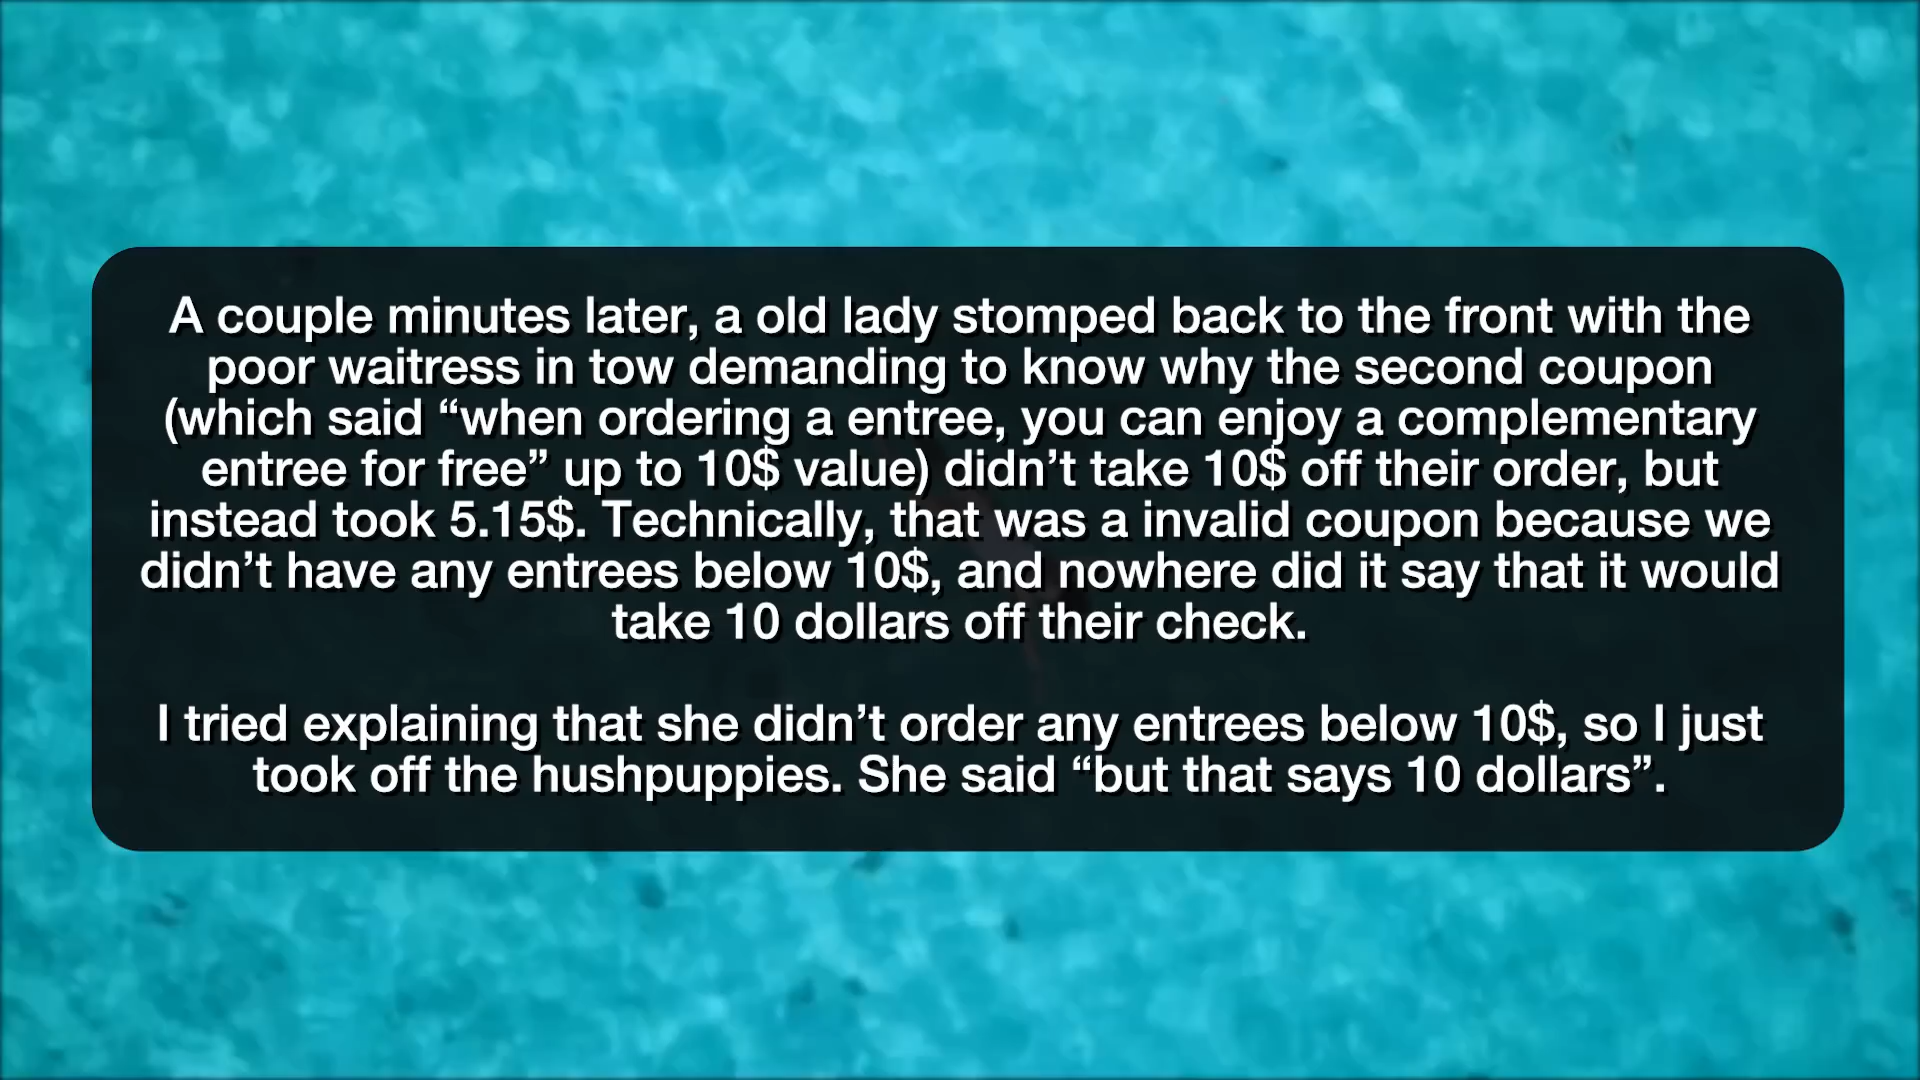 A couple minutes later, a old lady stomped back to the front with the
poor waitress in tow demanding to know why the second coupon
(which said “when ordering a entree, you can enjoy a complementary
entree for free” up to 10$ value) didn’t take 10$ off their order, but
instead took 5.15$. Technically, that was a invalid coupon because we
didn’t have any entrees below 10$, and nowhere did it say that it would
take 10 dollars off their check.
I tried explaining that she didn’t order any entrees below 10$, so I just
took off the hushpuppies. She said “but that says 10 dollars”.